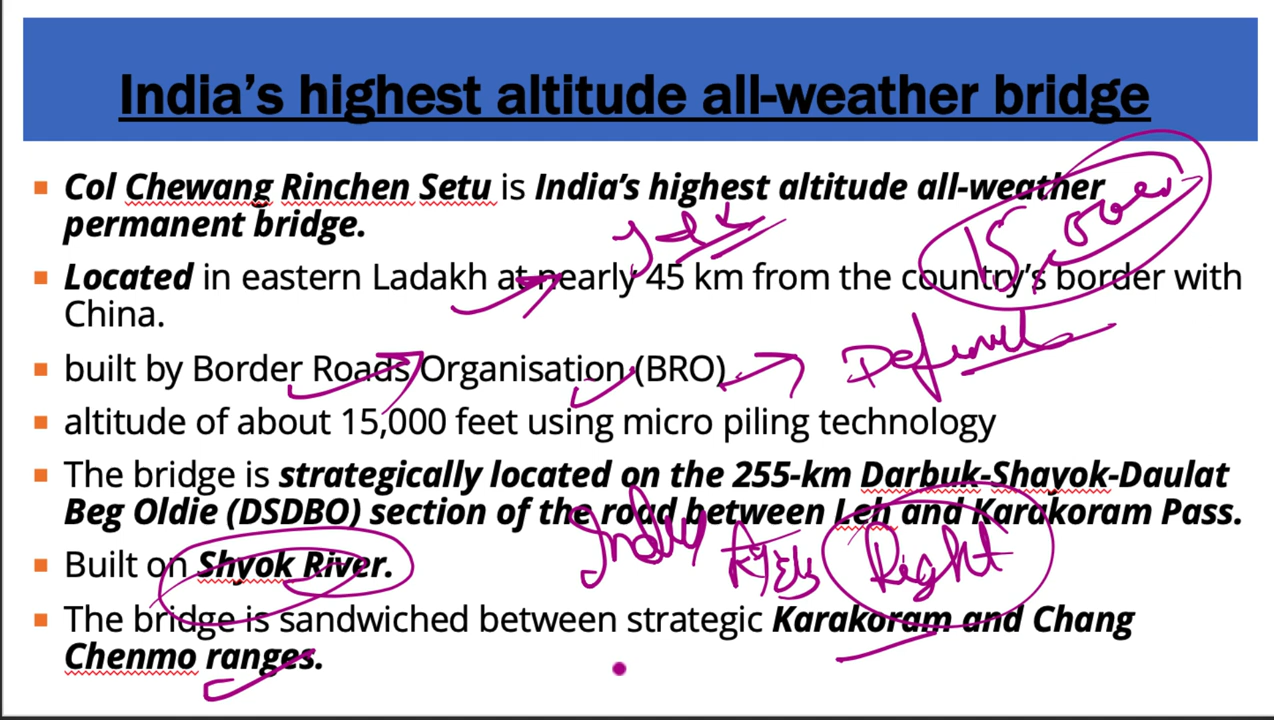 India's highest altitude all-weather bridge
Col Chewang Rinchen Setu is India's highest altitude all-weather
permanent bridge.
Located in eastern Ladakh at nearly 45 km from the country's border with
China.
built by Border Roads Organisation (BRO)
altitude of about 15,000 feet using micro piling technology
The bridge is strategically located on the 255-km Darbuk-Shayok-Daulat
Beg Oldie (DSDBO) section of the road between Leh and Karakoram Pass.
Built on Shyok River.
Right
The bridge is sandwiched between strategic Karakoram and Chang
Chenmo ranges.